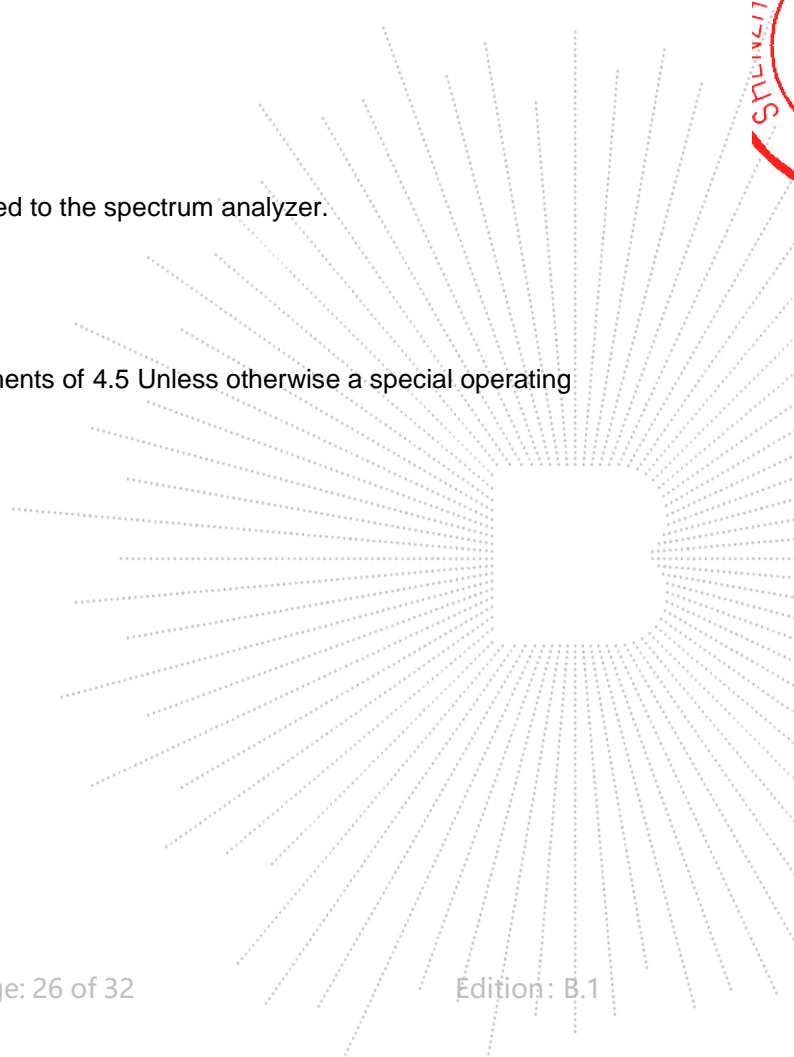 ed to the spectrum analyzer.
nents of 4.5 Unless otherwise a special operating
e: 26 of 32
Edition: B.1